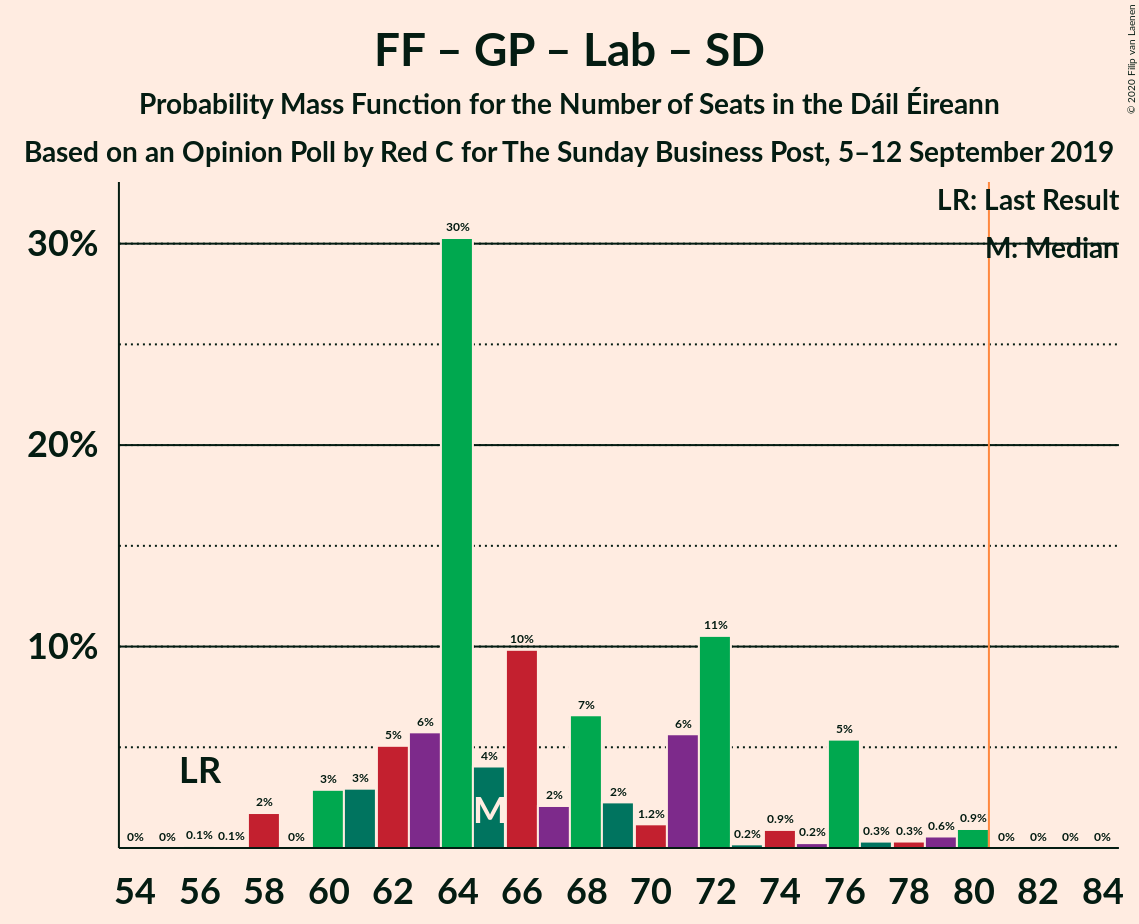 FF – GP – Lab – SD
Probability Mass Function for the Number of Seats in the Dáil Éireann
Based on an Opinion Poll by Red C for The Sunday Business Post, 5–12 September 2019
© 2020 Filip van Laenen
LR: Last Result
M: Median
30%
20%
10%
0% 0% 0.1% 0.1% 2% 0% 3% 3% 5% 6% 30% 4% 10% 2% 7% 2% 1.2% 6% 11% 0.2% 0.9% 0.2% 5% 0.3% 0.3% 0.6% 0.9% 0% 0% 0% 0%
LR
M
54 56 58 60 62 64 66 68 70 72 74 76 78 80 82 84